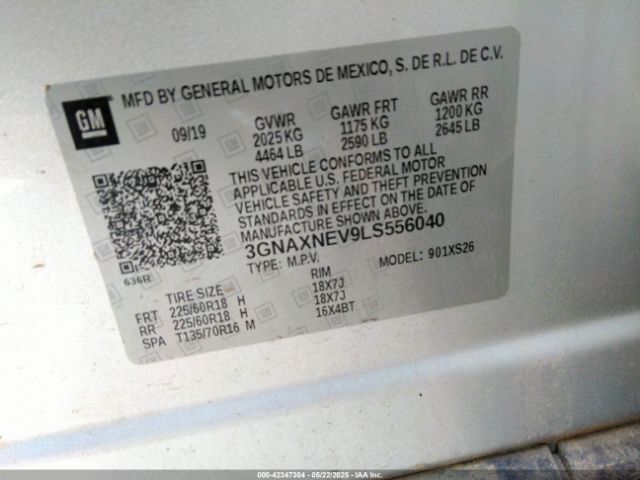 MFD BY GENERAL MOTORS DE MEXICO, S. DE R.L. DE C.V.
GM
09/19
GVWR GAWR FRT GAWR RR
2025 KG 1175 KG 1200 KG
4464 LB 2590 LB 2645 LB
THIS VEHICLE CONFORMS TO ALL
APPLICABLE U.S. FEDERAL MOTOR
VEHICLE SAFETY AND THEFT PREVENTION
STANDARDS IN EFFECT ON THE DATE OF
MANUFACTURE SHOWN ABOVE.
3GNAXNEV9LS556040
TYPE: M.P.V. MODEL: 901XS26
636R
TIRE SIZE RIM
FRT 225/60R18 H 18X7J
RR 225/60R18 H 18X7J
SPA T135/70R16 M 16X4BT
000-42347304 - 05/22/2025 - IAA Inc.